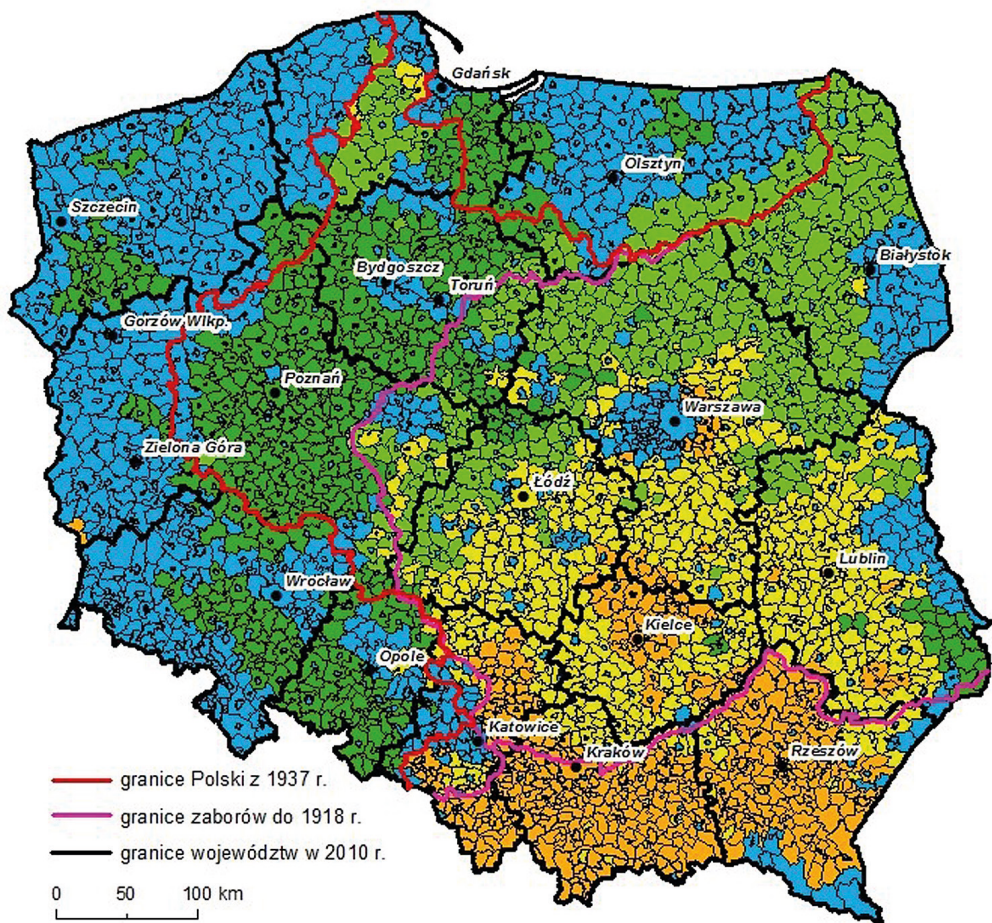 Gdańsk
Olsztyn
Szczecin
Białystok
Bydgoszcz
Toruń
Gorzów Wlkp.
Poznań
Warszawa
Zielona Góra
Łódź
Lublin
Wrocław
Kielce
Opole
Katowice
Kraków
Rzeszów
granice Polski z 1937 r.
granice zaborów do 1918 r.
granice województw w 2010 r.
0 50 100 km